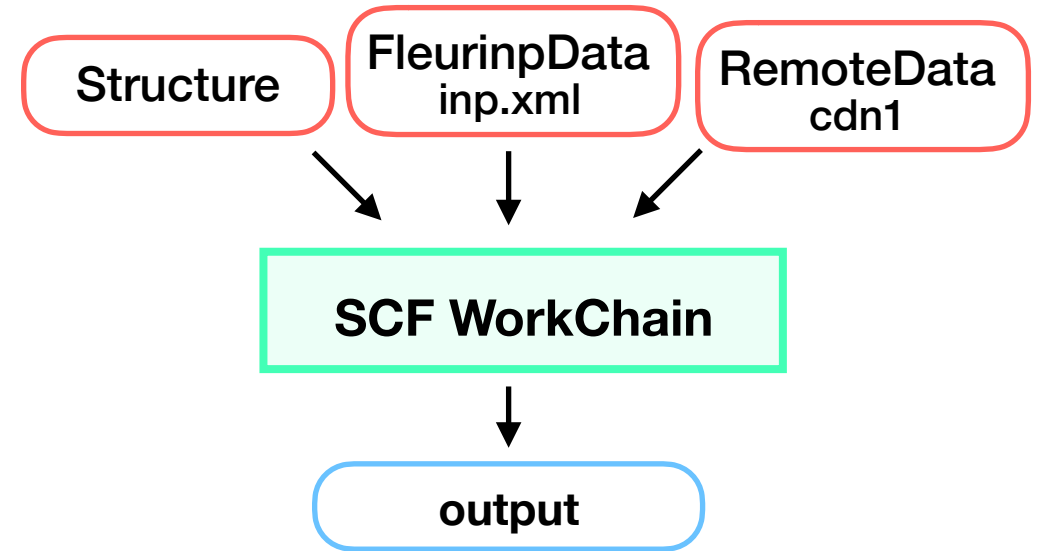 Structure
FleurinpData
inp.xml
RemoteData
cdn1
SCF WorkChain
output